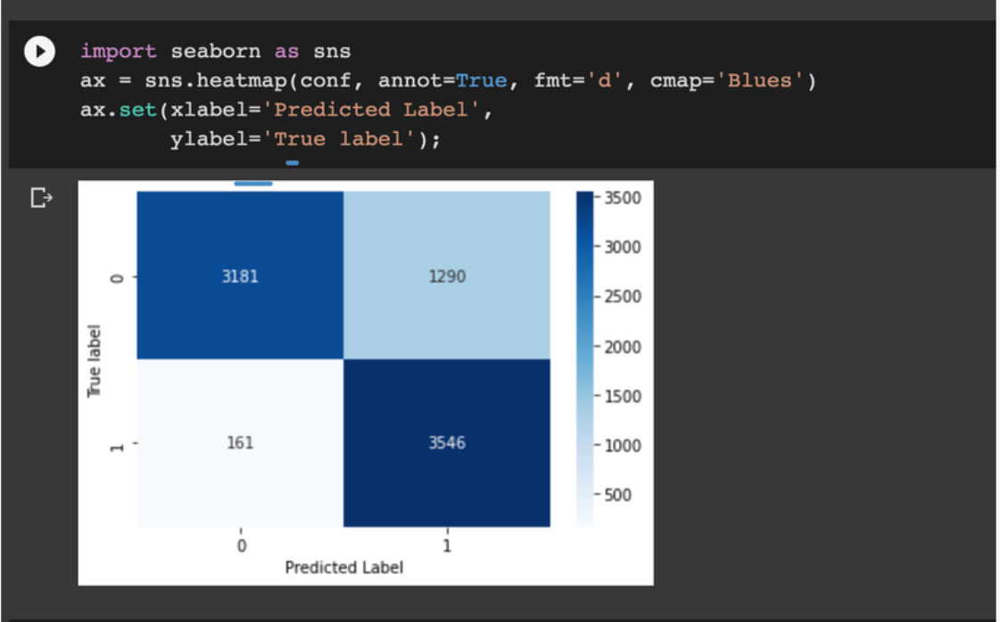 import seaborn as sns
ax = sns.heatmap(conf, annot=True, fmt='d', cmap='Blues')
ax.set(xlabel='Predicted Label',
       ylabel='True label');
3500
3000
2500
2000
1500
1000
500
3181 1290
161 3546
0
1
True label
0 1
Predicted Label